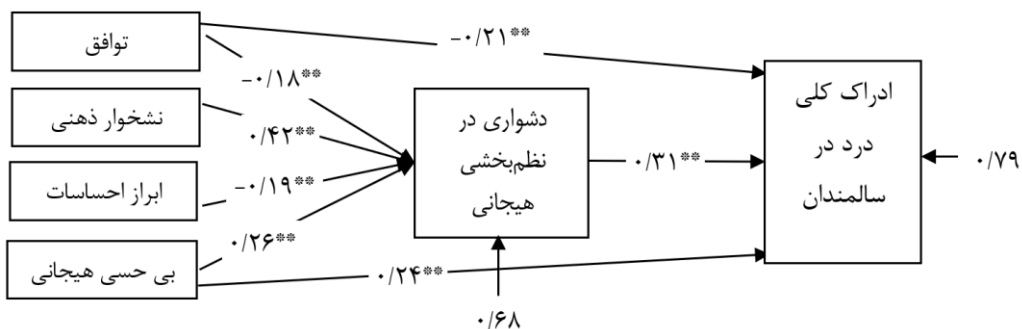 توافق
نشخوار ذهنی
ابراز احساسات
بی حسی هیجانی
-۰/۲۱**
-۰/۱۸**
۰/۴۲**
-۰/۱۹**
۰/۲۶**
۰/۲۴**
دشواری در
نظم‌بخشی
هیجانی
۰/۶۸
۰/۳۱**
ادراک کلی
درد در
سالمندان
۰/۷۹